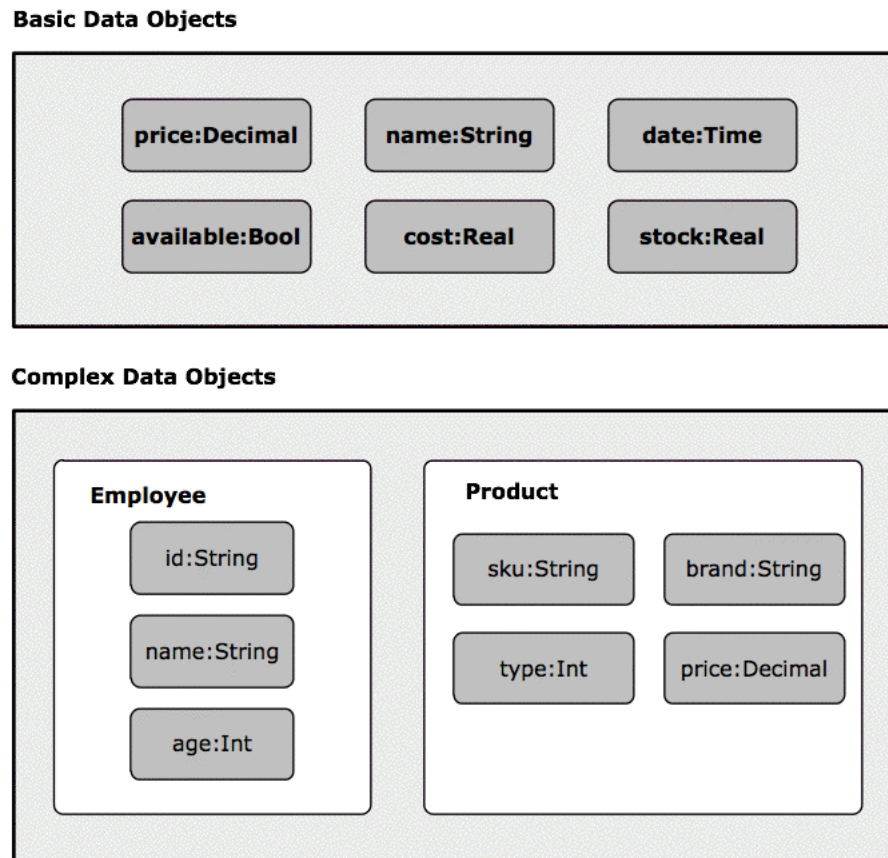 Basic Data Objects
price:Decimal
name:String
date:Time
available:Bool
cost:Real
stock:Real
Complex Data Objects
Employee
id:String
name:String
age:Int
Product
sku:String
brand:String
type:Int
price:Decimal